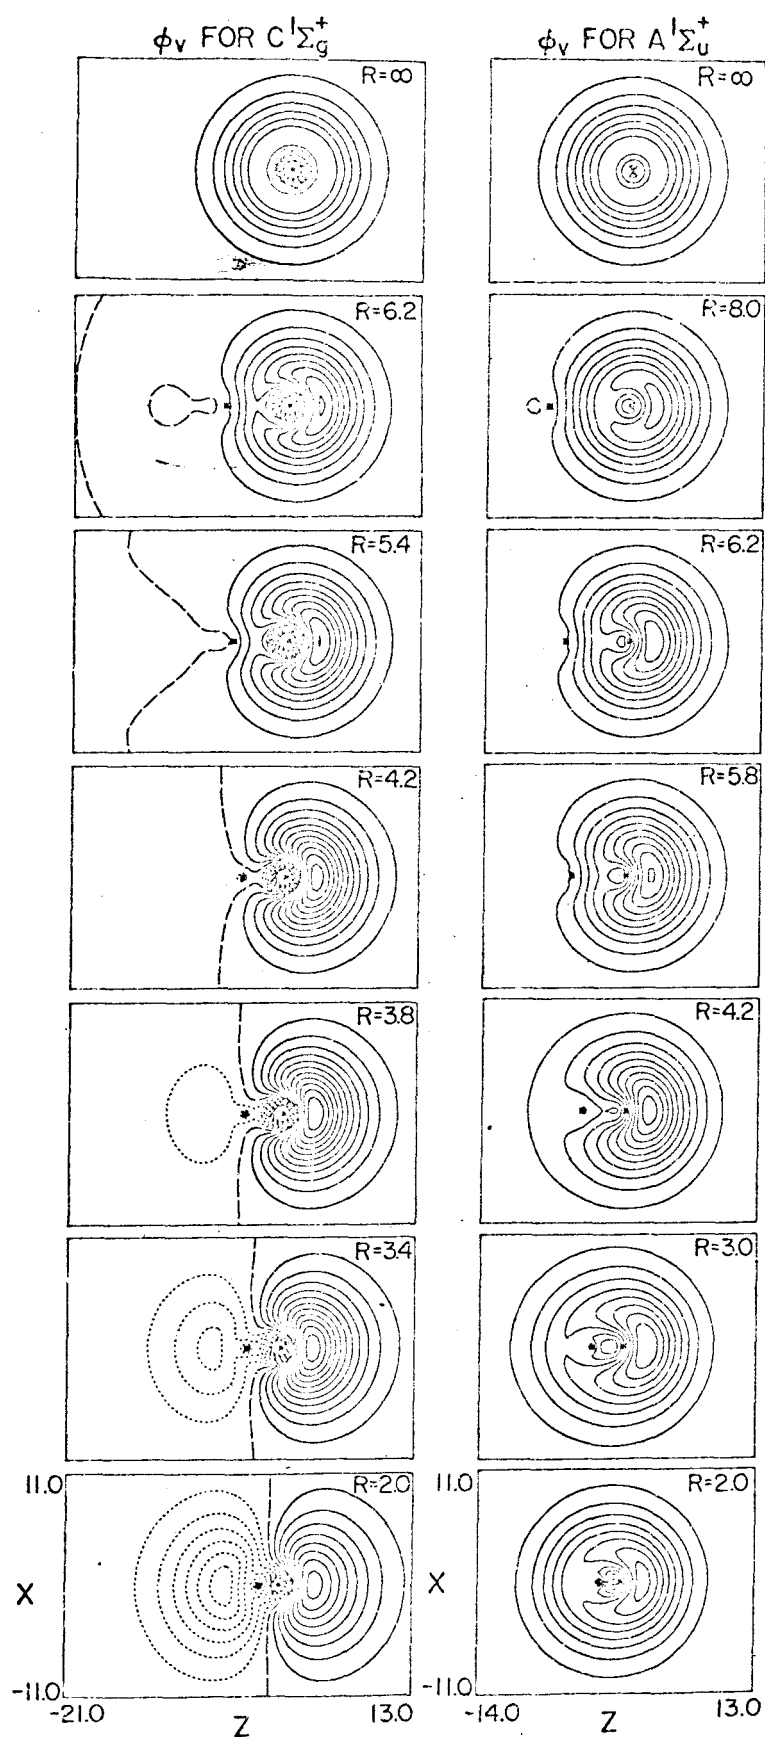 ϕv FOR C ¹Σg⁺
ϕv FOR A ¹Σu⁺
R=∞
R=∞
R=6.2
R=8.0
R=5.4
R=6.2
R=4.2
R=5.8
R=3.8
R=4.2
R=3.4
R=3.0
R=2.0
R=2.0
11.0
X
-11.0
-21.0
Z
13.0
11.0
X
-11.0
-14.0
Z
13.0